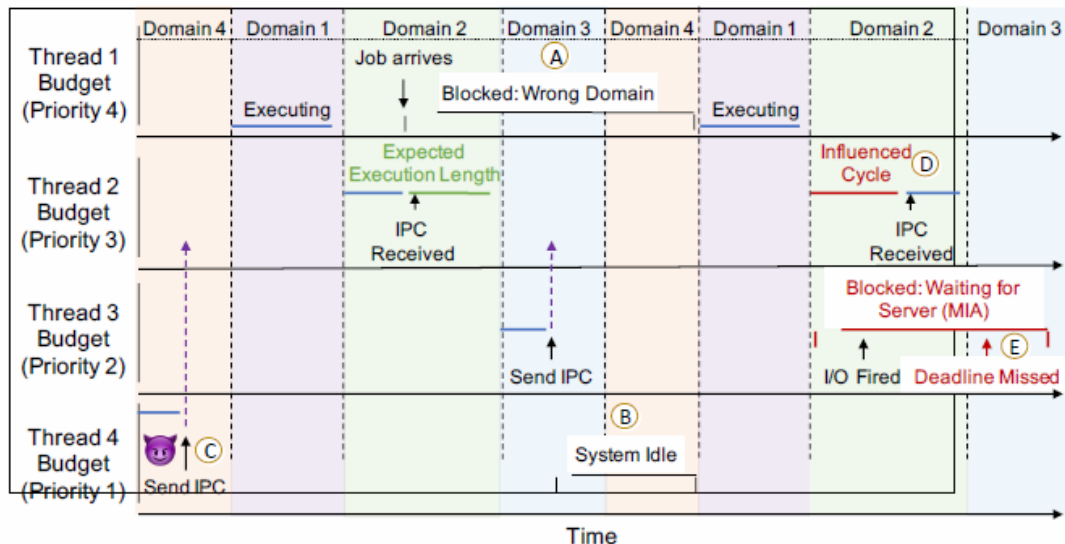 Domain 4 Domain 1 Domain 2 Domain 3 Domain 4 Domain 1 Domain 2 Domain 3
Thread 1
Budget
(Priority 4)
Job arrives
A
Blocked: Wrong Domain
Executing
Executing
Thread 2
Budget
(Priority 3)
Expected
Execution Length
IPC
Received
Influenced
Cycle
D
IPC
Received
Thread 3
Budget
(Priority 2)
Send IPC
Blocked: Waiting for
Server (MIA)
E
I/O Fired
Deadline Missed
Thread 4
Budget
(Priority 1)
C
Send IPC
B
System Idle
Time